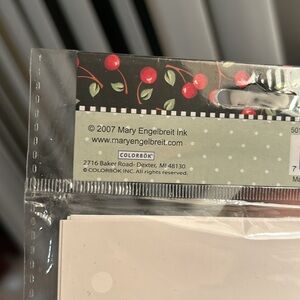 © 2007 Mary Engelbreit Ink
www.maryengelbreit.com
COLORBÖK
2716 Baker Road- Dexter, MI 48130
© COLORBÖK INC. All rights reserved.